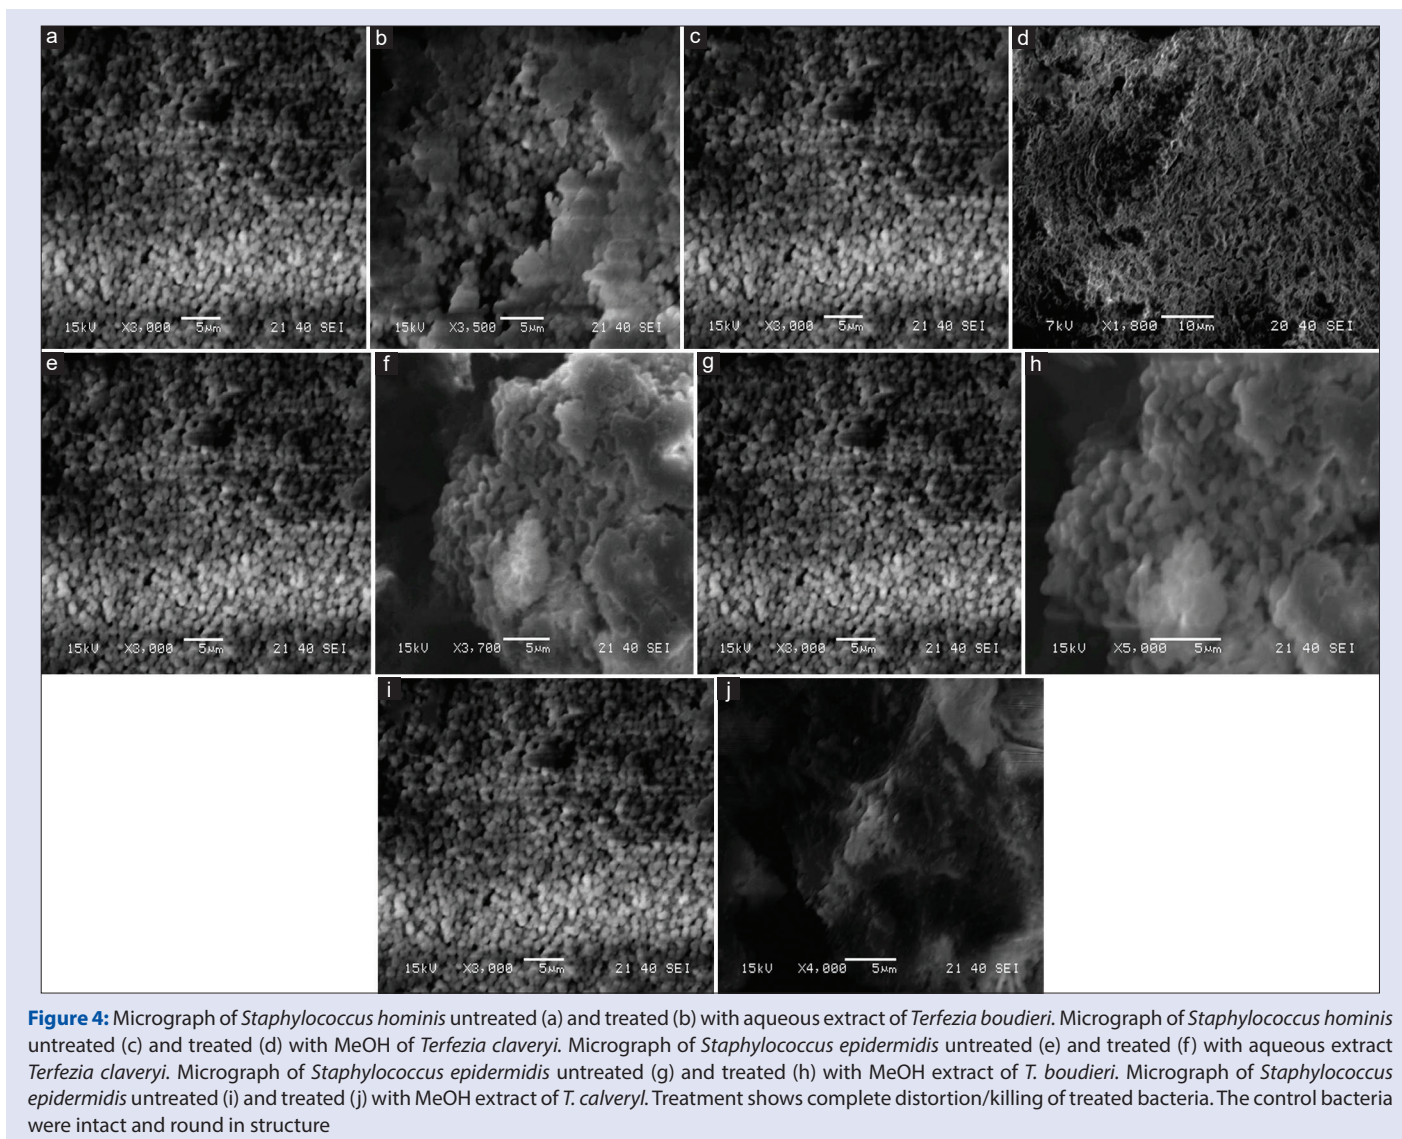 a b c d
15kV X3,000 5µm 21 40 SEI
15kV X3,500 5µm 21 40 SEI
15kV X3,000 5µm 21 40 SEI
7kV X1,800 10µm 20 40 SEI
e f g h
15kV X3,000 5µm 21 40 SEI
15kV X3,700 5µm 21 40 SEI
15kV X3,000 5µm 21 40 SEI
15kV X5,000 5µm 21 40 SEI
i j
15kV X3,000 5µm 21 40 SEI
15kV X4,000 5µm 21 40 SEI
Figure 4: Micrograph of Staphylococcus hominis untreated (a) and treated (b) with aqueous extract of Terfezia boudieri. Micrograph of Staphylococcus hominis
untreated (c) and treated (d) with MeOH of Terfezia claveryi. Micrograph of Staphylococcus epidermidis untreated (e) and treated (f) with aqueous extract
Terfezia claveryi. Micrograph of Staphylococcus epidermidis untreated (g) and treated (h) with MeOH extract of T. boudieri. Micrograph of Staphylococcus
epidermidis untreated (i) and treated (j) with MeOH extract of T. calveryl. Treatment shows complete distortion/killing of treated bacteria. The control bacteria
were intact and round in structure